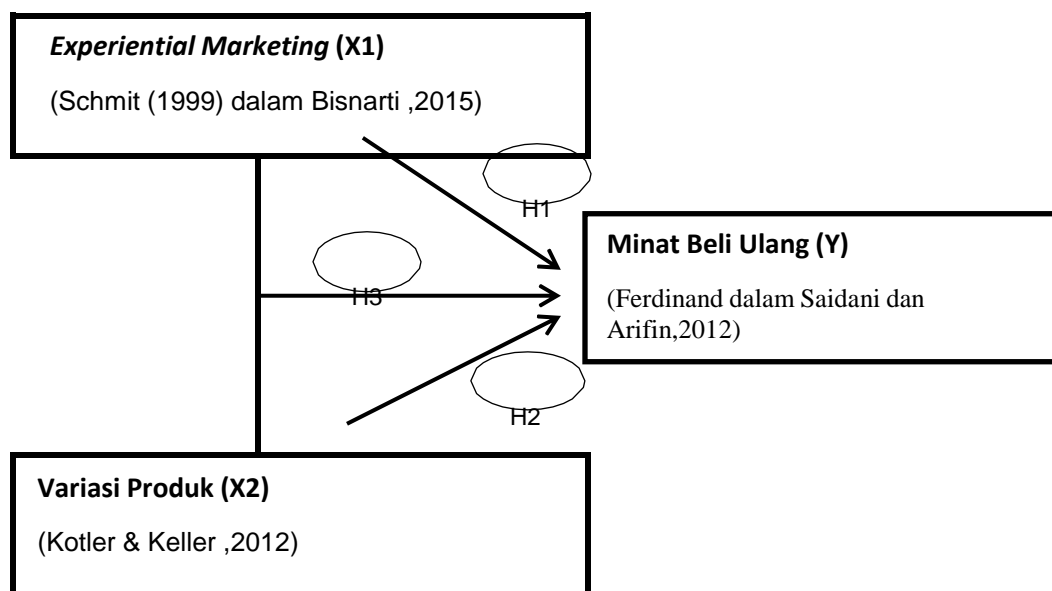 Experiential Marketing (X1)
(Schmit (1999) dalam Bisnarti ,2015)
H1
Minat Beli Ulang (Y)
(Ferdinand dalam Saidani dan
Arifin,2012)
H3
H2
Variasi Produk (X2)
(Kotler & Keller ,2012)